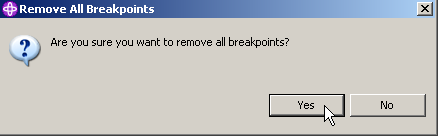 Remove All Breakpoints
Are you sure you want to remove all breakpoints?
Yes No